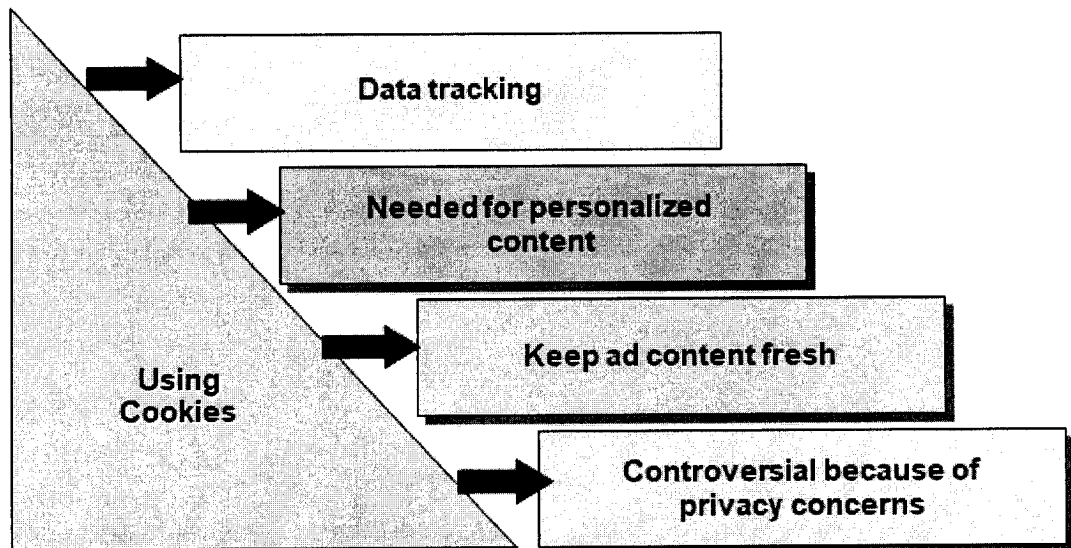 Data tracking
Needed for personalized
content
Keep ad content fresh
Using
Cookies
Controversial because of
privacy concerns